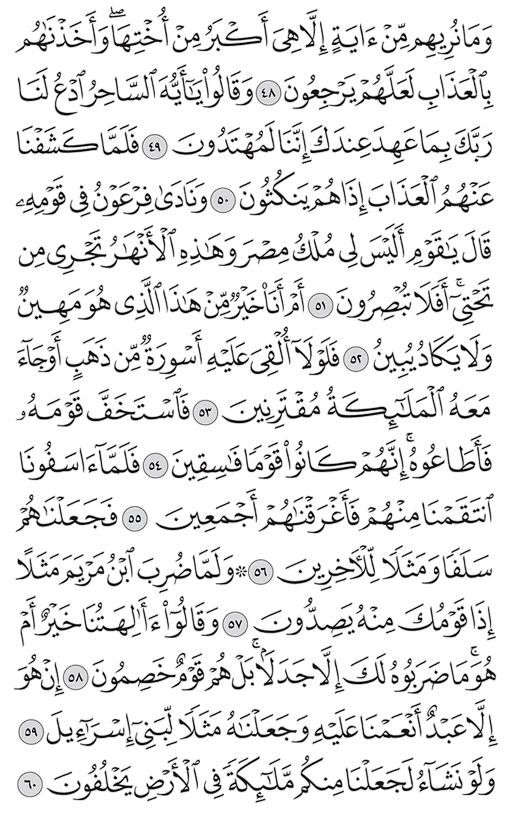 وَمَا نُرِيهِم مِّنْ ءَايَةٍ إِلَّا هِىَ أَكْبَرُ مِنْ أُخْتِهَا ۖ وَأَخَذْنَـٰهُم
بِٱلْعَذَابِ لَعَلَّهُمْ يَرْجِعُونَ ٤٨ وَقَالُوا۟ يَـٰٓأَيُّهَ ٱلسَّاحِرُ ٱدْعُ لَنَا
رَبَّكَ بِمَا عَهِدَ عِندَكَ إِنَّنَا لَمُهْتَدُونَ ٤٩ فَلَمَّا كَشَفْنَا
عَنْهُمُ ٱلْعَذَابَ إِذَا هُمْ يَنكُثُونَ ٥٠ وَنَادَىٰ فِرْعَوْنُ فِى قَوْمِهِۦ
قَالَ يَـٰقَوْمِ أَلَيْسَ لِى مُلْكُ مِصْرَ وَهَـٰذِهِ ٱلْأَنْهَـٰرُ تَجْرِى مِن
تَحْتِىٓ ۖ أَفَلَا تُبْصِرُونَ ٥١ أَمْ أَنَا۠ خَيْرٌ مِّنْ هَـٰذَا ٱلَّذِى هُوَ مَهِينٌ
وَلَا يَكَادُ يُبِينُ ٥٢ فَلَوْلَآ أُلْقِىَ عَلَيْهِ أَسْوِرَةٌ مِّن ذَهَبٍ أَوْ جَآءَ
مَعَهُ ٱلْمَلَـٰٓئِكَةُ مُقْتَرِنِينَ ٥٣ فَٱسْتَخَفَّ قَوْمَهُۥ
فَأَطَاعُوهُ ۚ إِنَّهُمْ كَانُوا۟ قَوْمًا فَـٰسِقِينَ ٥٤ فَلَمَّآ ءَاسَفُونَا
ٱنتَقَمْنَا مِنْهُمْ فَأَغْرَقْنَـٰهُمْ أَجْمَعِينَ ٥٥ فَجَعَلْنَـٰهُمْ
سَلَفًا وَمَثَلًا لِّلْـَٔاخِرِينَ ٥٦ * وَلَمَّا ضُرِبَ ٱبْنُ مَرْيَمَ مَثَلًا
إِذَا قَوْمُكَ مِنْهُ يَصِدُّونَ ٥٧ وَقَالُوٓا۟ ءَأَـٰلِهَتُنَا خَيْرٌ أَمْ
هُوَ ۚ مَا ضَرَبُوهُ لَكَ إِلَّا جَدَلًۢا ۚ بَلْ هُمْ قَوْمٌ خَصِمُونَ ٥٨ إِنْ هُوَ
إِلَّا عَبْدٌ أَنْعَمْنَا عَلَيْهِ وَجَعَلْنَـٰهُ مَثَلًا لِّبَنِىٓ إِسْرَـٰٓءِيلَ ٥٩
وَلَوْ نَشَآءُ لَجَعَلْنَا مِنكُم مَّلَـٰٓئِكَةً فِى ٱلْأَرْضِ يَخْلُفُونَ ٦٠